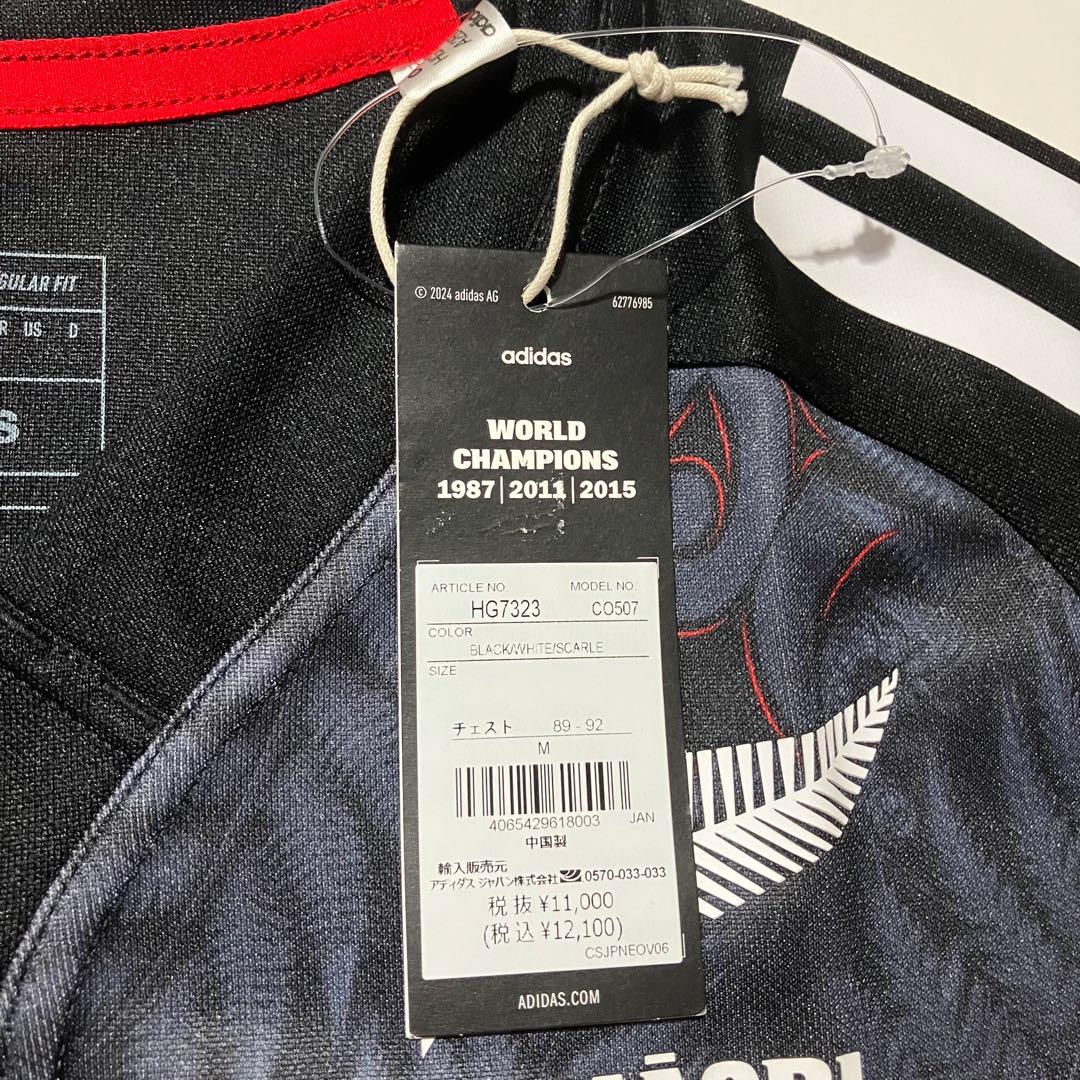 GULAR FIT
R US D
S
© 2024 adidas AG
62776985
adidas
WORLD
CHAMPIONS
1987|2011|2015
ARTICLE NO. MODEL NO.
HG7323 CO507
COLOR
BLACK/WHITE/SCARLE
SIZE
チェスト 89 - 92
M
4065429618003 JAN
中国製
輸入販売元
アディダス ジャパン株式会社 0570-033-033
税抜 ¥11,000
(税込 ¥12,100)
CSJPNEOV06
ADIDAS.COM